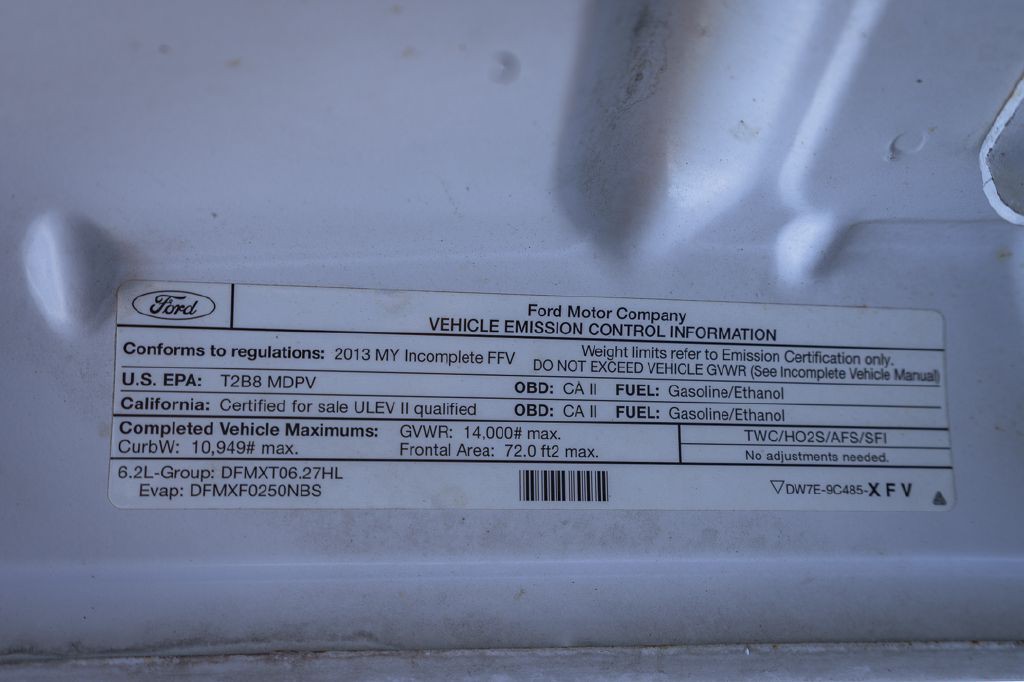 Ford
Ford Motor Company
VEHICLE EMISSION CONTROL INFORMATION
Conforms to regulations: 2013 MY Incomplete FFV
Weight limits refer to Emission Certification only.
DO NOT EXCEED VEHICLE GVWR (See Incomplete Vehicle Manual)
U.S. EPA: T2B8 MDPV OBD: CA II FUEL: Gasoline/Ethanol
California: Certified for sale ULEV II qualified OBD: CA II FUEL: Gasoline/Ethanol
Completed Vehicle Maximums: GVWR: 14,000# max.
CurbW: 10,949# max. Frontal Area: 72.0 ft2 max.
TWC/HO2S/AFS/SFI
No adjustments needed.
6.2L-Group: DFMXT06.27HL
Evap: DFMXF0250NBS
▽DW7E-9C485-XFV